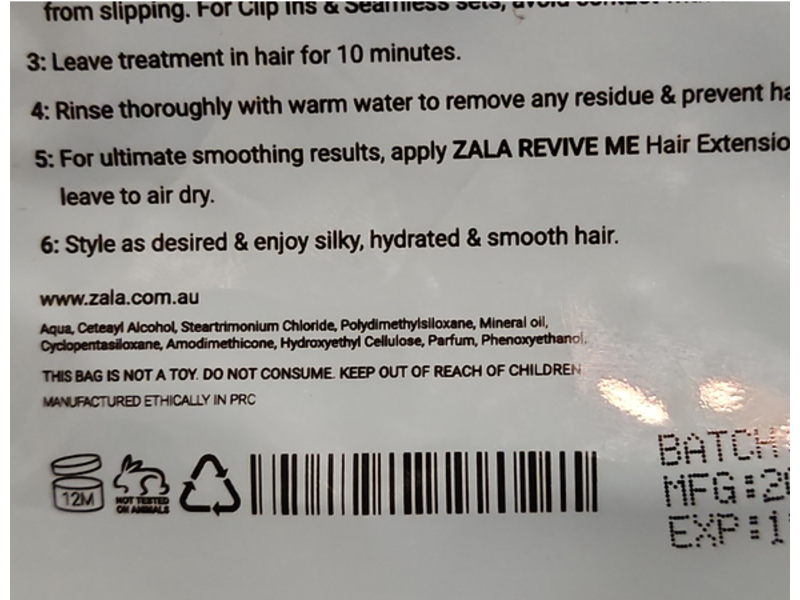 from slipping. For Clip Ins & Seamless sets, avoid
3: Leave treatment in hair for 10 minutes.
4: Rinse thoroughly with warm water to remove any residue & prevent
5: For ultimate smoothing results, apply ZALA REVIVE ME Hair
leave to air dry.
6: Style as desired & enjoy silky, hydrated & smooth hair.
www.zala.com.au
Aqua, Ceteayl Alcohol, Steartrimonium Chloride, Polydimethylsiloxane, Mineral oil,
Cyclopentasiloxane, Amodimethicone, Hydroxyethyl Cellulose, Parfum, Phenoxyethanol.
THIS BAG IS NOT A TOY. DO NOT CONSUME. KEEP OUT OF REACH OF CHILDREN
MANUFACTURED ETHICALLY IN PRC
12M
NOT TESTED
ON ANIMALS
BATCH
MFG:2
EXP:1